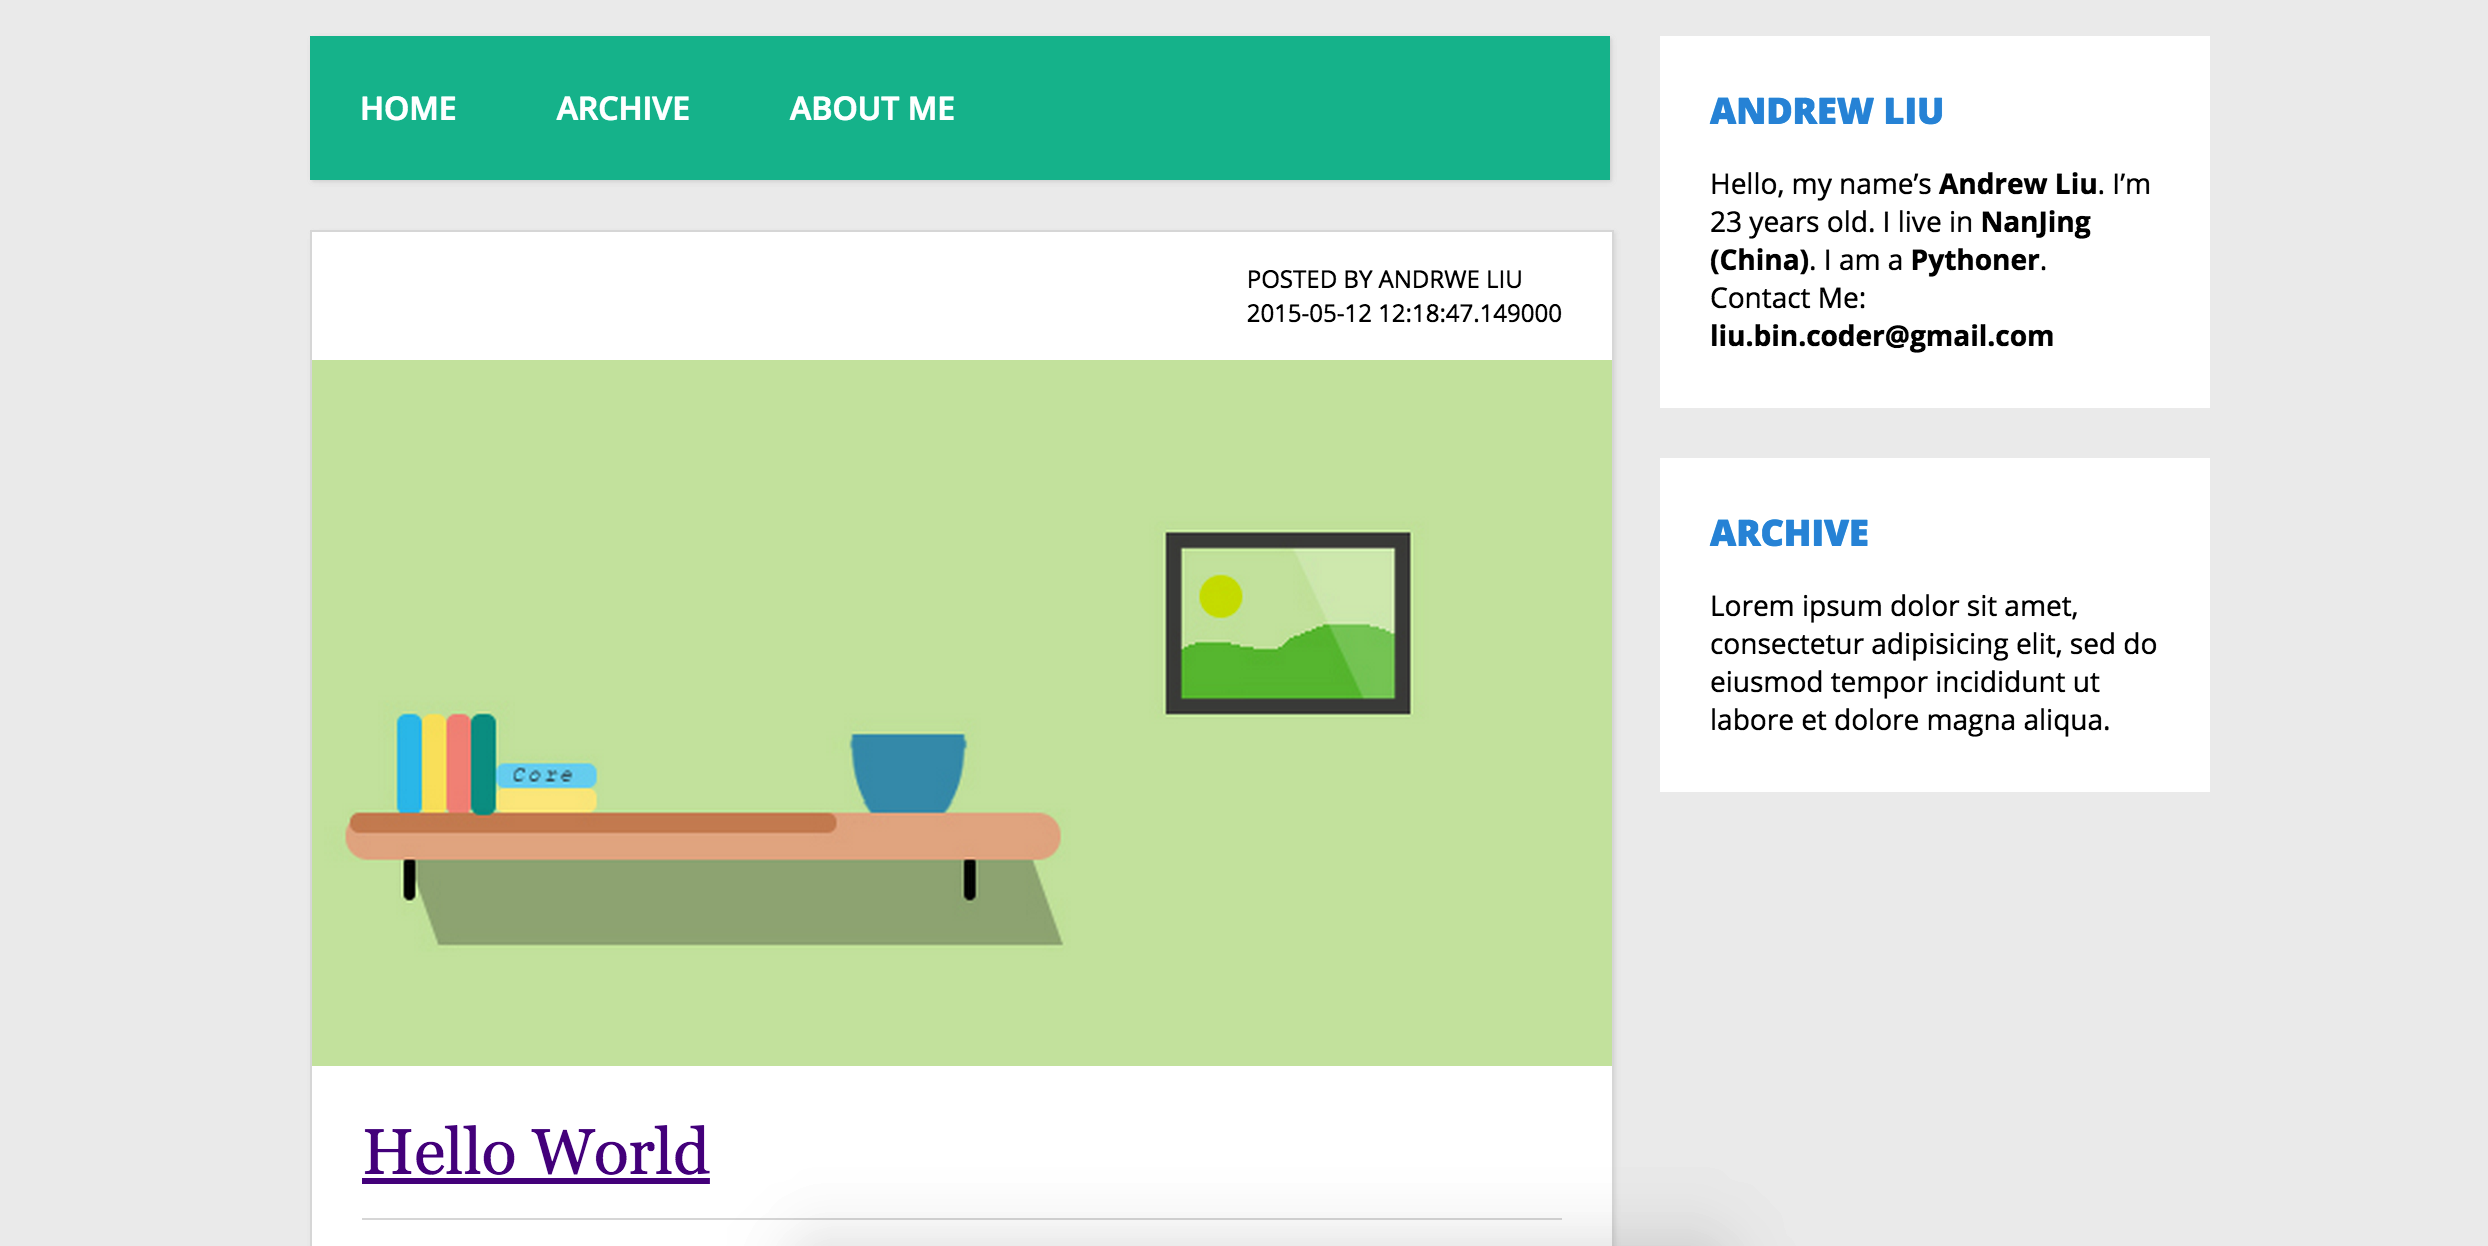 HOME ARCHIVE ABOUT ME
POSTED BY ANDRWE LIU
2015-05-12 12:18:47.149000
Core
Hello World
ANDREW LIU
Hello, my name’s Andrew Liu. I’m
23 years old. I live in NanJing
(China). I am a Pythoner.
Contact Me:
liu.bin.coder@gmail.com
ARCHIVE
Lorem ipsum dolor sit amet,
consectetur adipisicing elit, sed do
eiusmod tempor incididunt ut
labore et dolore magna aliqua.